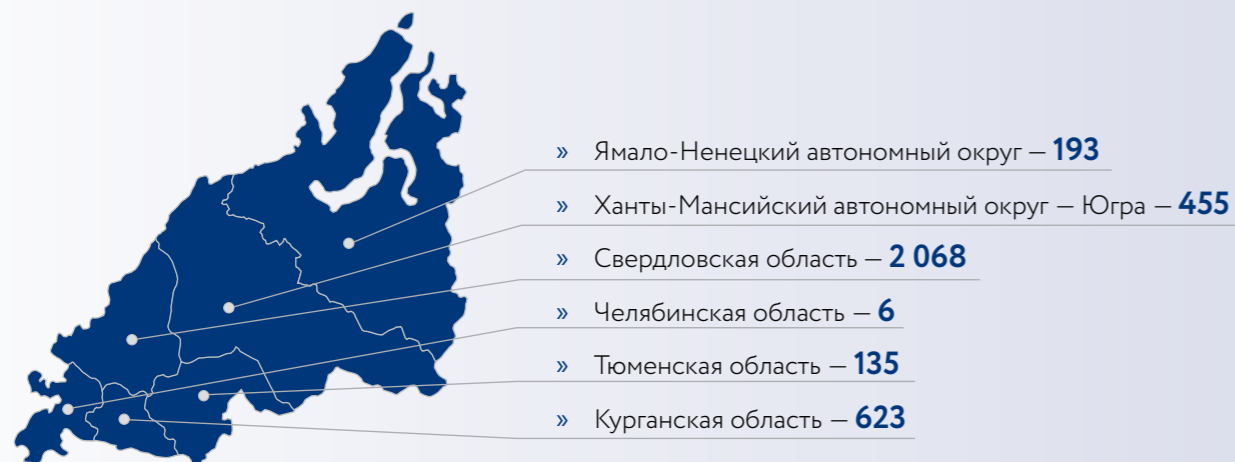 » Ямало-Ненецкий автономный округ — 193
» Ханты-Мансийский автономный округ — Югра — 455
» Свердловская область — 2 068
» Челябинская область — 6
» Тюменская область — 135
» Курганская область — 623